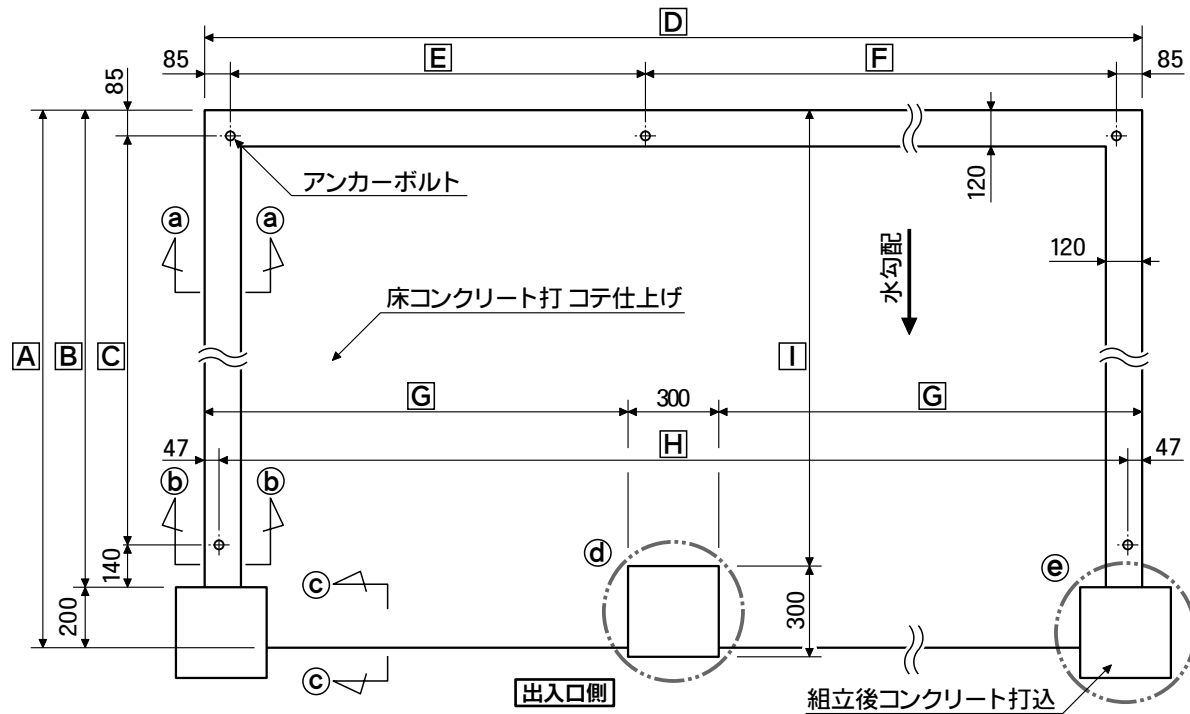 D
85
E
F
85
85
アンカーボルト
120
ⓐ
ⓐ
水勾配
120
床コンクリート打 コテ仕上げ
A
B
C
I
G
300
G
47
H
47
ⓑ
ⓑ
140
ⓓ
ⓔ
200
ⓒ
300
ⓒ
出入口側
組立後コンクリート打込